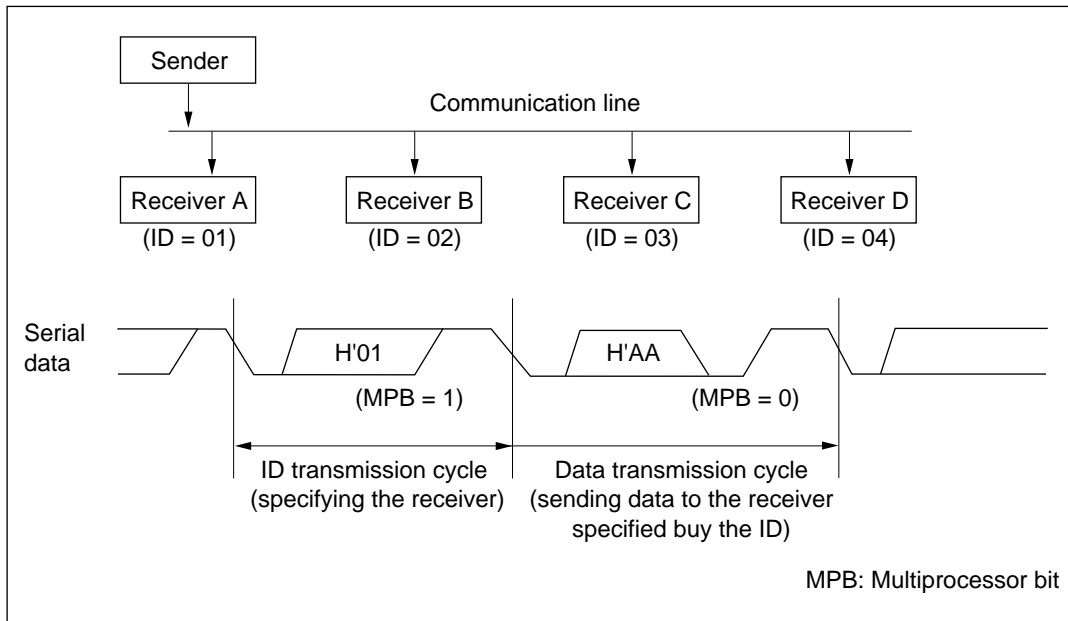 Sender
Communication line
Receiver A
Receiver B
Receiver C
Receiver D
(ID = 01)
(ID = 02)
(ID = 03)
(ID = 04)
Serial
data
H'01
H'AA
(MPB = 1)
(MPB = 0)
ID transmission cycle
(specifying the receiver)
Data transmission cycle
(sending data to the receiver
specified buy the ID)
MPB: Multiprocessor bit